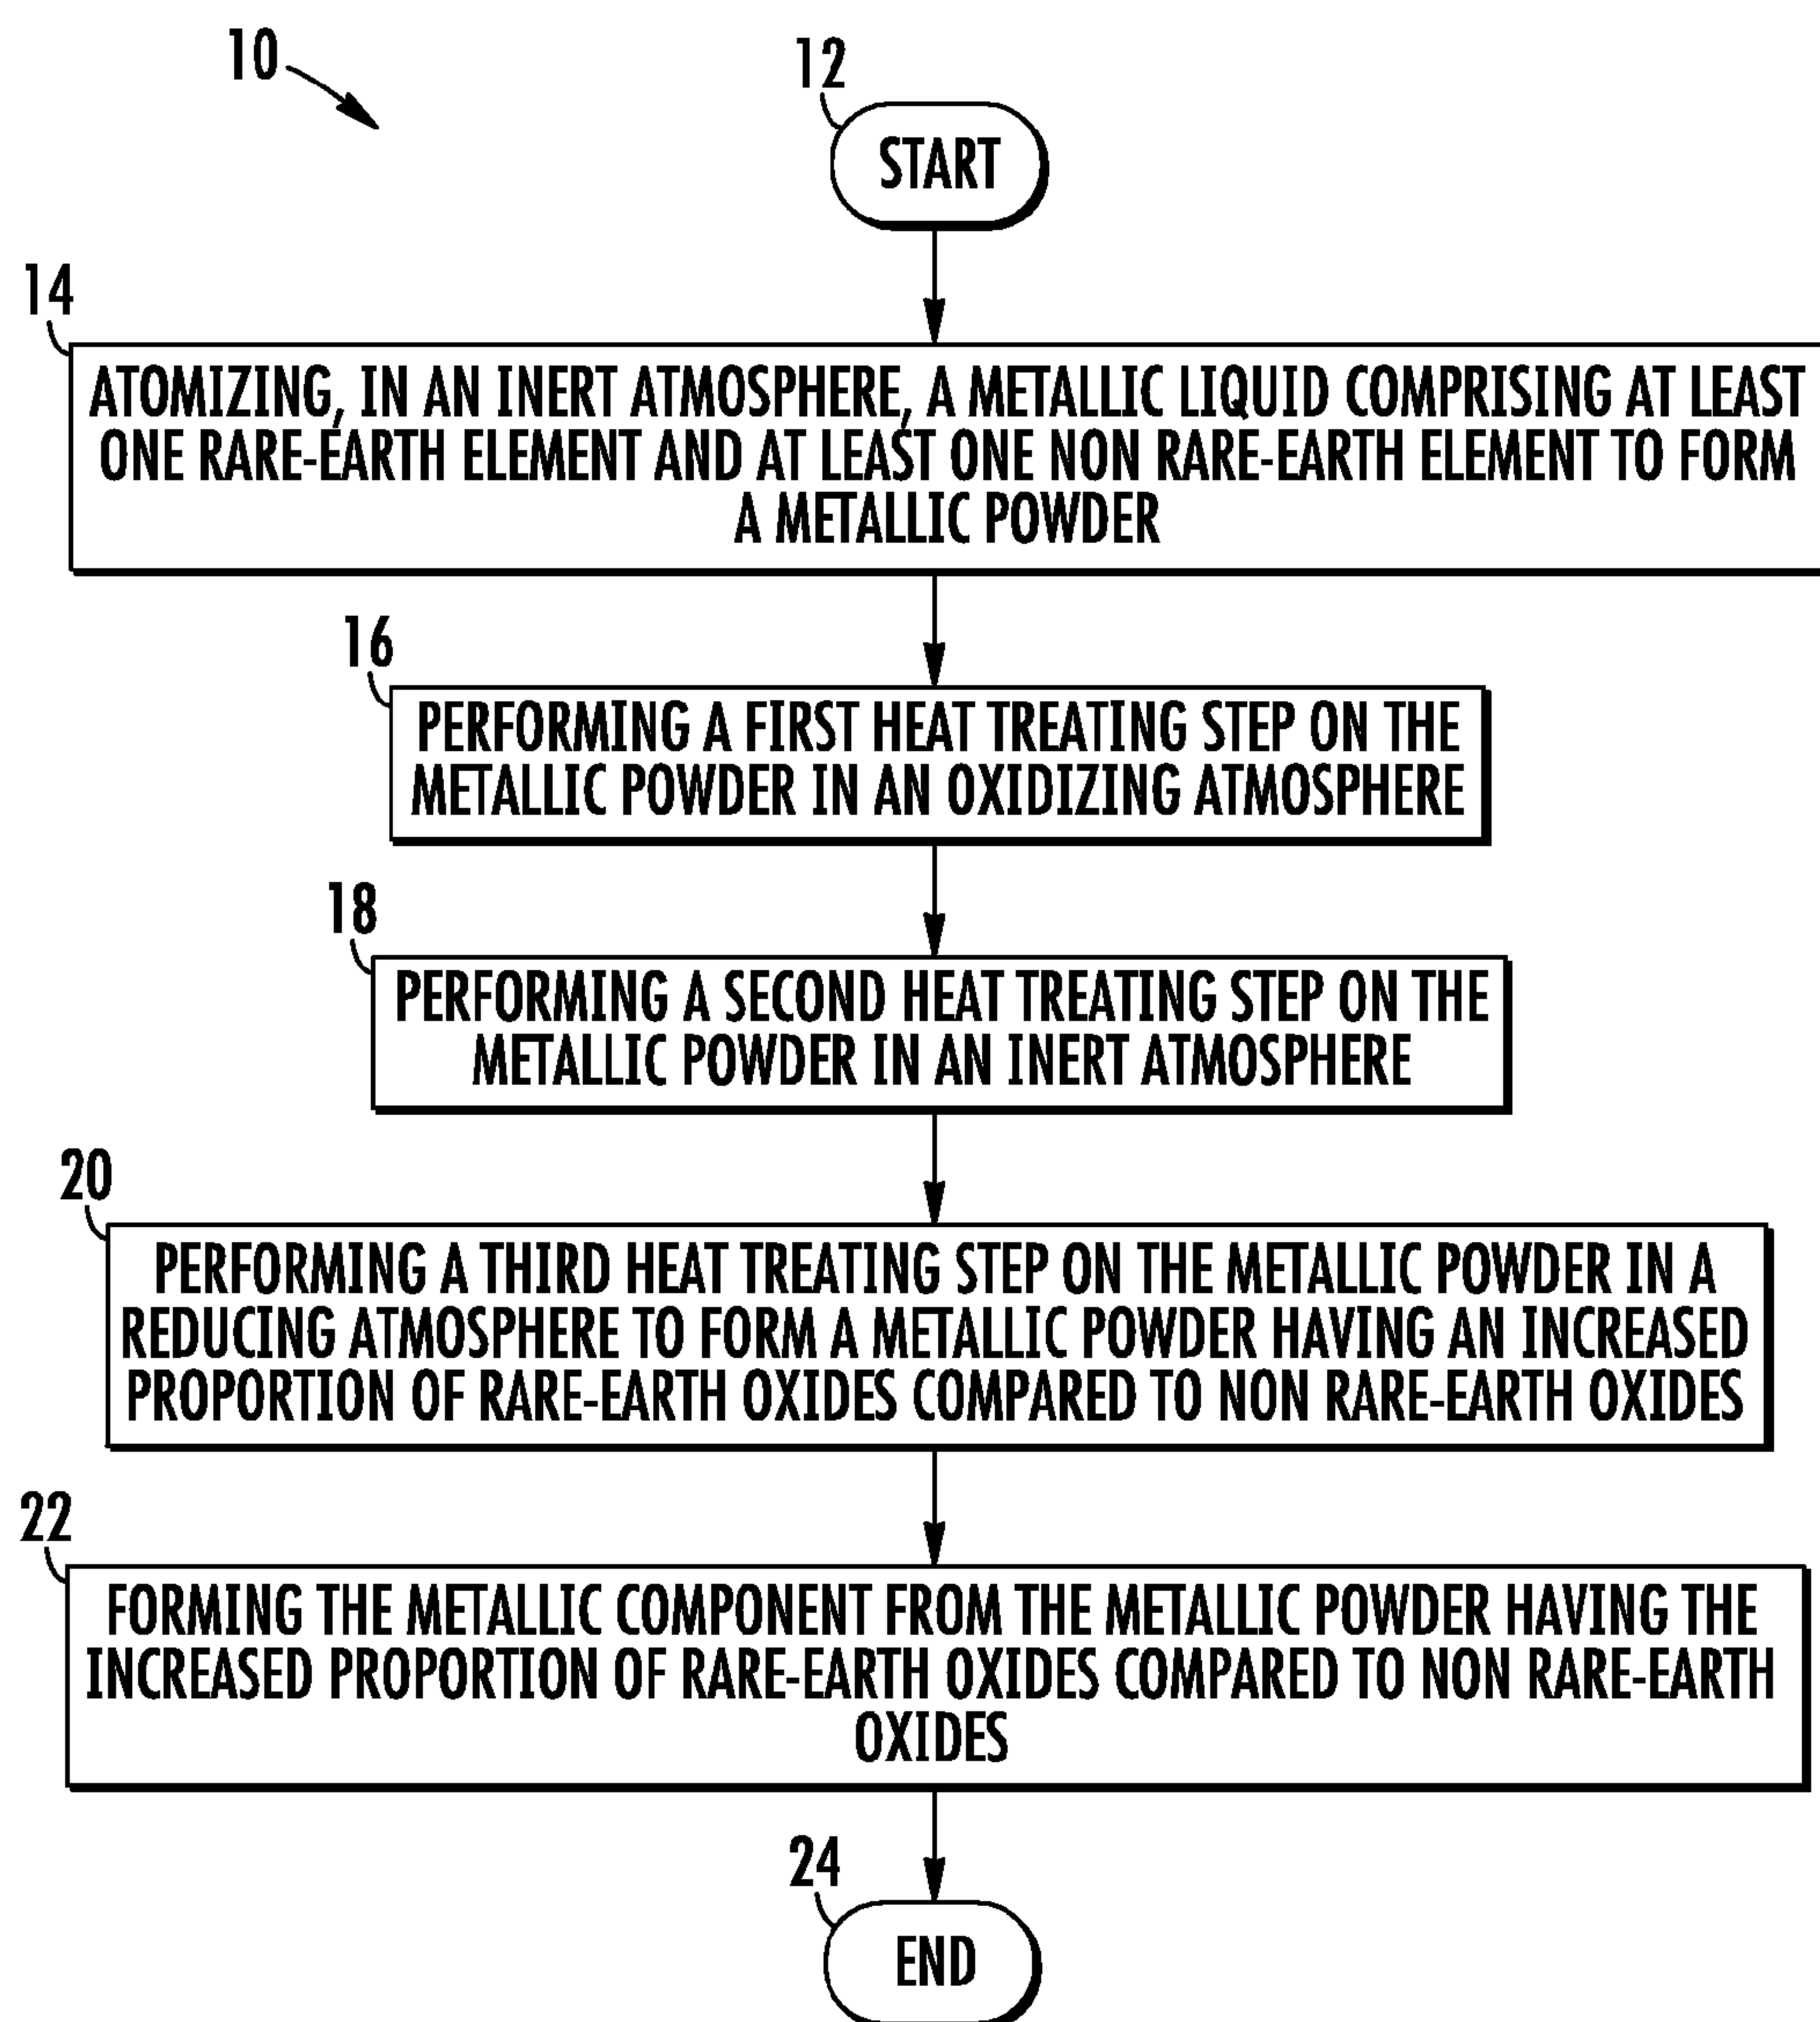 10
12
START
14
ATOMIZING, IN AN INERT ATMOSPHERE, A METALLIC LIQUID COMPRISING AT LEAST
ONE RARE-EARTH ELEMENT AND AT LEAST ONE NON RARE-EARTH ELEMENT TO FORM
A METALLIC POWDER
16
PERFORMING A FIRST HEAT TREATING STEP ON THE
METALLIC POWDER IN AN OXIDIZING ATMOSPHERE
18
PERFORMING A SECOND HEAT TREATING STEP ON THE
METALLIC POWDER IN AN INERT ATMOSPHERE
20
PERFORMING A THIRD HEAT TREATING STEP ON THE METALLIC POWDER IN A
REDUCING ATMOSPHERE TO FORM A METALLIC POWDER HAVING AN INCREASED
PROPORTION OF RARE-EARTH OXIDES COMPARED TO NON RARE-EARTH OXIDES
22
FORMING THE METALLIC COMPONENT FROM THE METALLIC POWDER HAVING THE
INCREASED PROPORTION OF RARE-EARTH OXIDES COMPARED TO NON RARE-EARTH
OXIDES
24
END